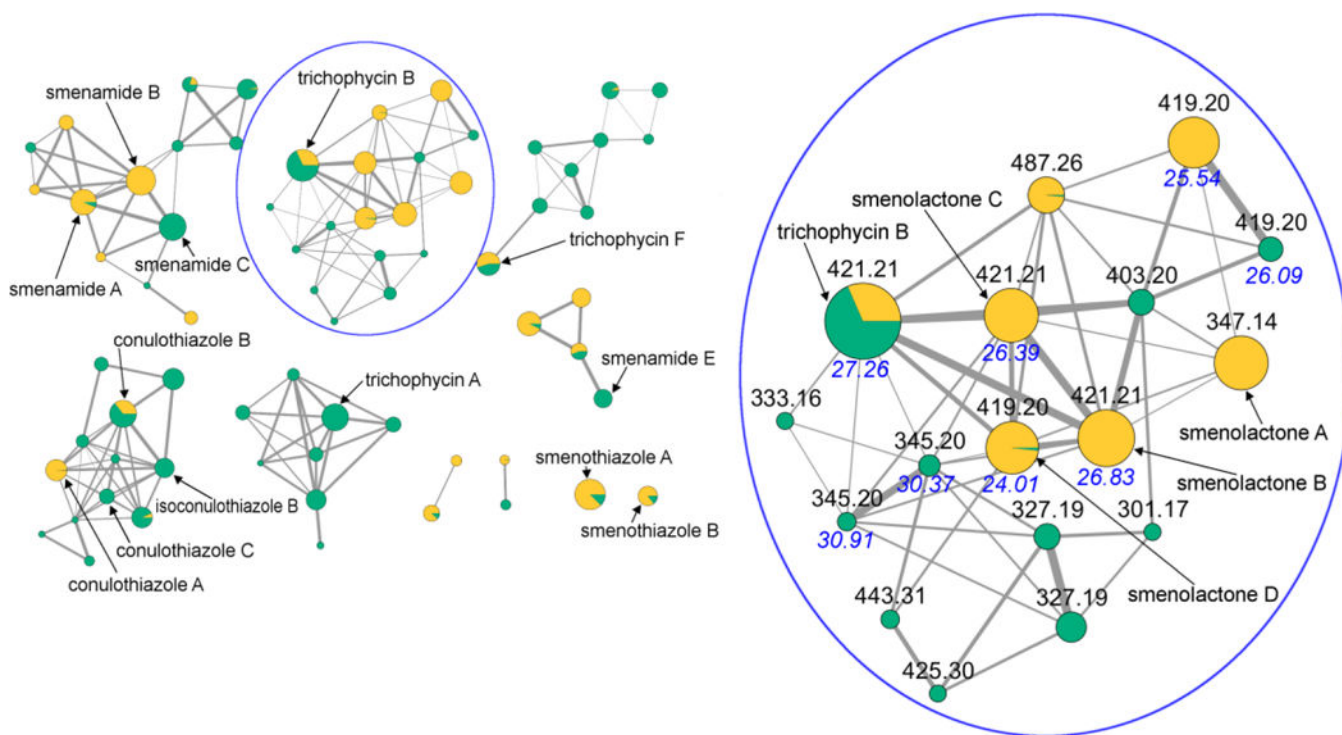 smenamide B
smenamide A
smenamide C
trichophycin B
trichophycin F
smenamide E
conulothiazole B
isoconulothiazole B
conulothiazole C
conulothiazole A
trichophycin A
smenothiazole A
smenothiazole B
419.20
25.54
487.26
smenolactone C
trichophycin B
419.20
26.09
421.21
27.26
421.21
26.39
403.20
347.14
smenolactone A
333.16
419.20
24.01
421.21
26.83
smenolactone B
345.20
30.37
345.20
30.91
327.19
301.17
smenolactone D
327.19
443.31
425.30